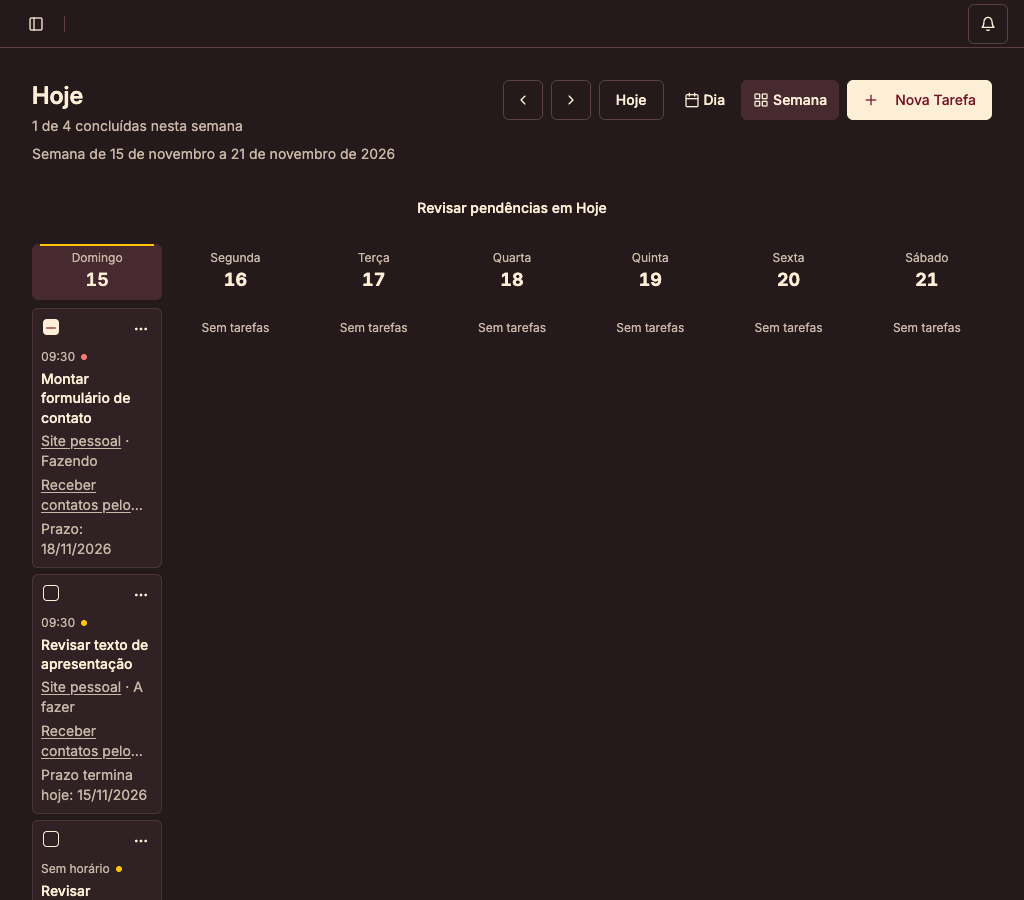 Hoje
1 de 4 concluídas nesta semana
Semana de 15 de novembro a 21 de novembro de 2026
Hoje
Dia
Semana
Nova Tarefa
Revisar pendências em Hoje
Domingo
15
Segunda
16
Terça
17
Quarta
18
Quinta
19
Sexta
20
Sábado
21
Sem tarefas
Sem tarefas
Sem tarefas
Sem tarefas
Sem tarefas
Sem tarefas
09:30
Montar
formulário de
contato
Site pessoal ·
Fazendo
Receber
contatos pelo...
Prazo:
18/11/2026
09:30
Revisar texto de
apresentação
Site pessoal · A
fazer
Receber
contatos pelo...
Prazo termina
hoje: 15/11/2026
Sem horário
Revisar